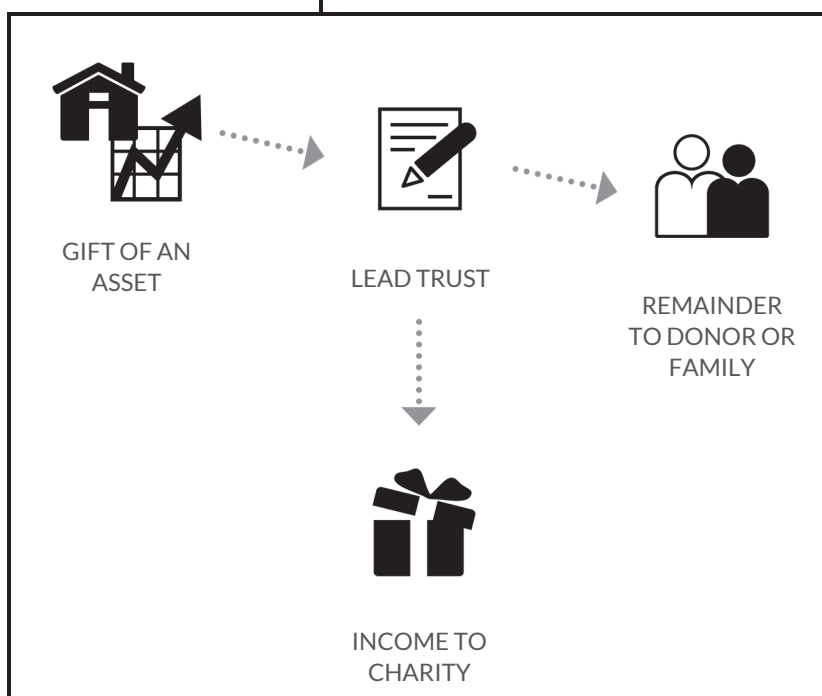 GIFT OF AN
ASSET
LEAD TRUST
REMAINDER
TO DONOR OR
FAMILY
INCOME TO
CHARITY